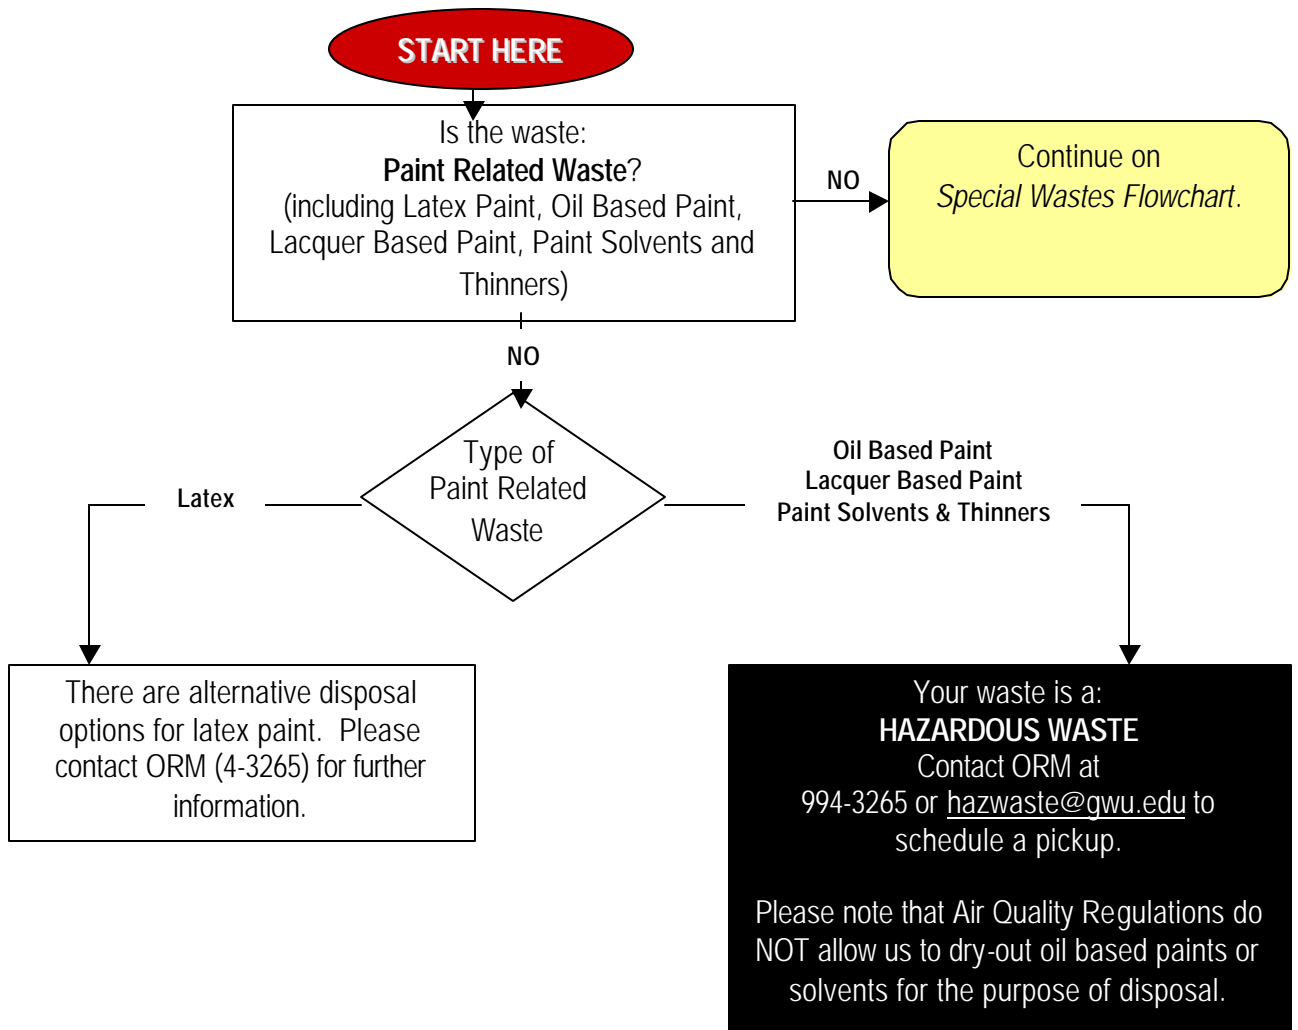 START HERE
Is the waste:
Paint Related Waste?
(including Latex Paint, Oil Based Paint,
Lacquer Based Paint, Paint Solvents and
Thinners)
NO
Continue on
Special Wastes Flowchart.
NO
Type of
Paint Related
Waste
Latex
Oil Based Paint
Lacquer Based Paint
Paint Solvents & Thinners
There are alternative disposal
options for latex paint.  Please
contact ORM (4-3265) for further
information.
Your waste is a:
HAZARDOUS WASTE
Contact ORM at
994-3265 or hazwaste@gwu.edu to
schedule a pickup.
Please note that Air Quality Regulations do
NOT allow us to dry-out oil based paints or
solvents for the purpose of disposal.